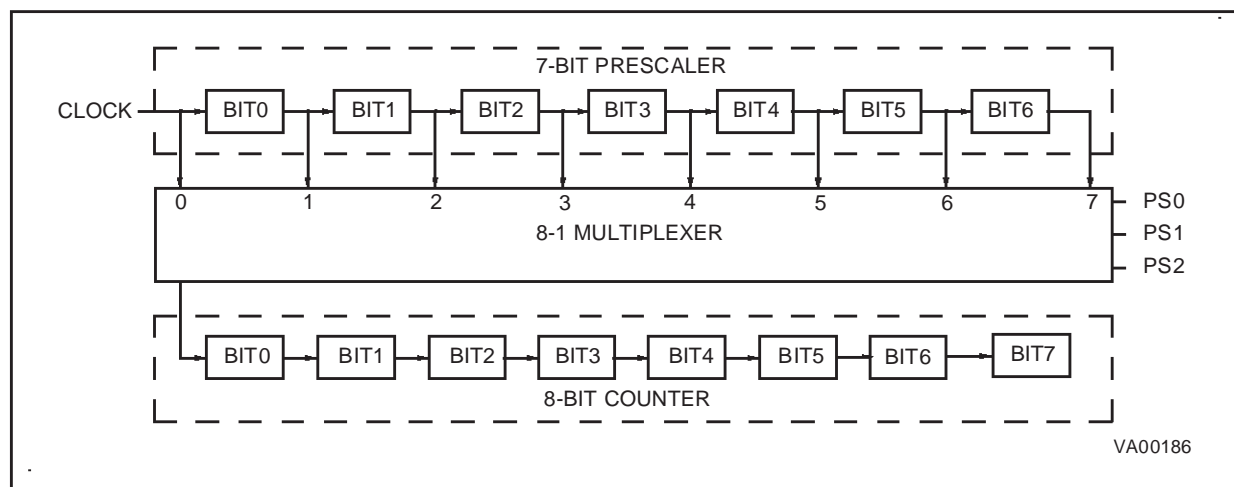 7-BIT PRESCALER
CLOCK BIT0 BIT1 BIT2 BIT3 BIT4 BIT5 BIT6
0 1 2 3 4 5 6 7 PS0
8-1 MULTIPLEXER PS1
PS2
BIT0 BIT1 BIT2 BIT3 BIT4 BIT5 BIT6 BIT7
8-BIT COUNTER
VA00186